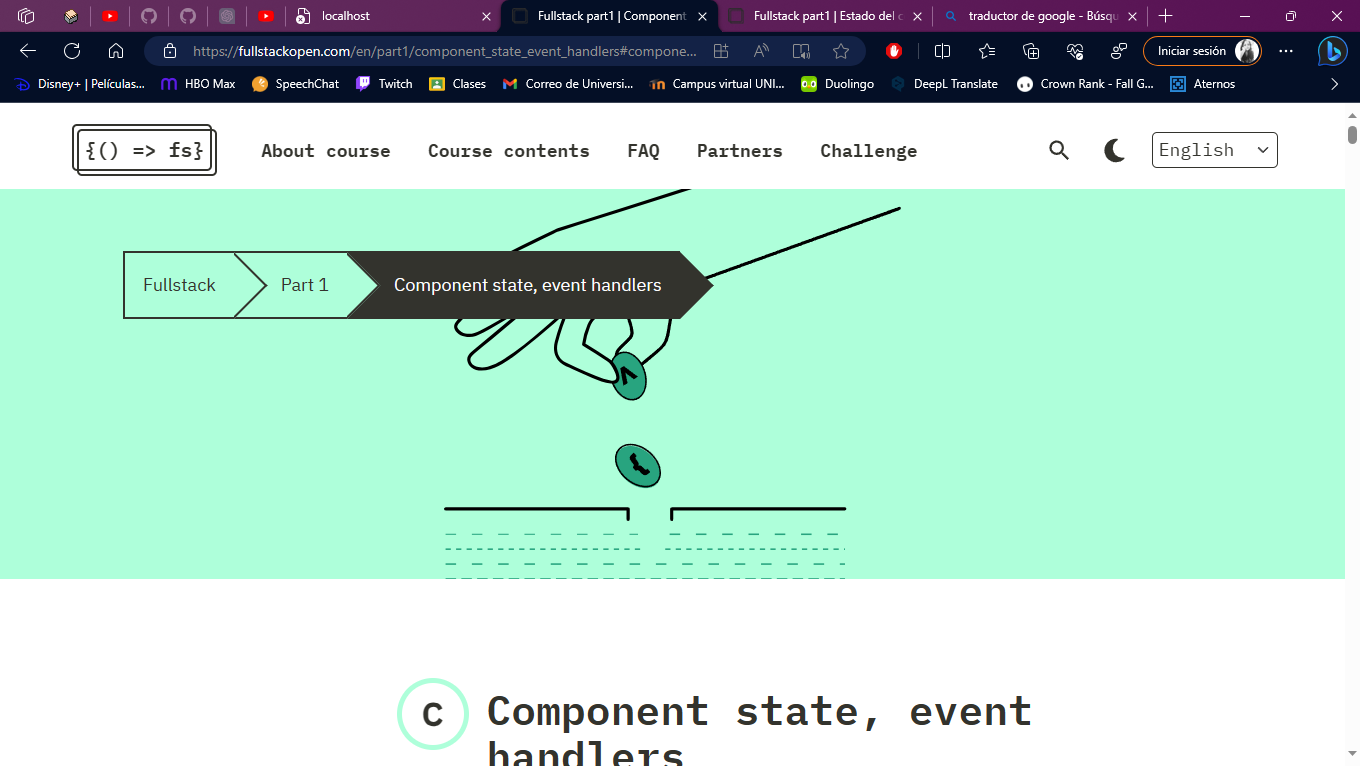 localhost
Fullstack part1 | Component
Fullstack part1 | Estado del c
traductor de google - Búsqu
https://fullstackopen.com/en/part1/component_state_event_handlers#compone...
Iniciar sesión
Disney+ | Películas...
HBO Max
SpeechChat
Twitch
Clases
Correo de Universi...
Campus virtual UNI...
Duolingo
DeepL Translate
Crown Rank - Fall G...
Aternos
{() => fs}
About course
Course contents
FAQ
Partners
Challenge
English
Fullstack
Part 1
Component state, event handlers
C
Component state, event
handlers